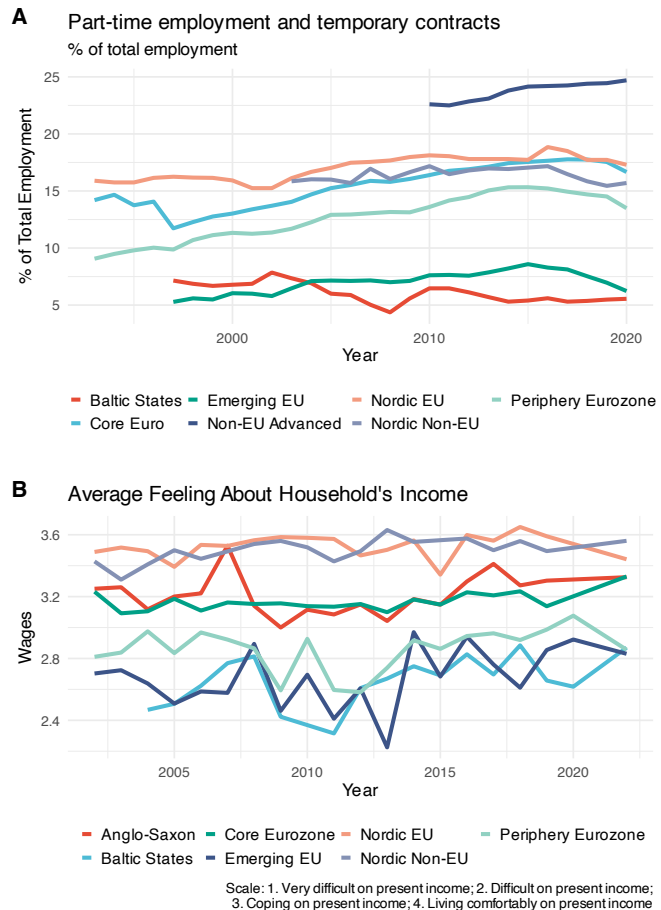 A
Part-time employment and temporary contracts
% of total employment
25
20
15
10
5
% of Total Employment
2000 2010 2020
Year
Baltic States Emerging EU Nordic EU Periphery Eurozone
Core Euro Non-EU Advanced Nordic Non-EU
B
Average Feeling About Household's Income
3.6
3.2
2.8
2.4
Wages
2005 2010 2015 2020
Year
Anglo-Saxon Core Eurozone Nordic EU Periphery Eurozone
Baltic States Emerging EU Nordic Non-EU
Scale: 1. Very difficult on present income; 2. Difficult on present income;
3. Coping on present income; 4. Living comfortably on present income